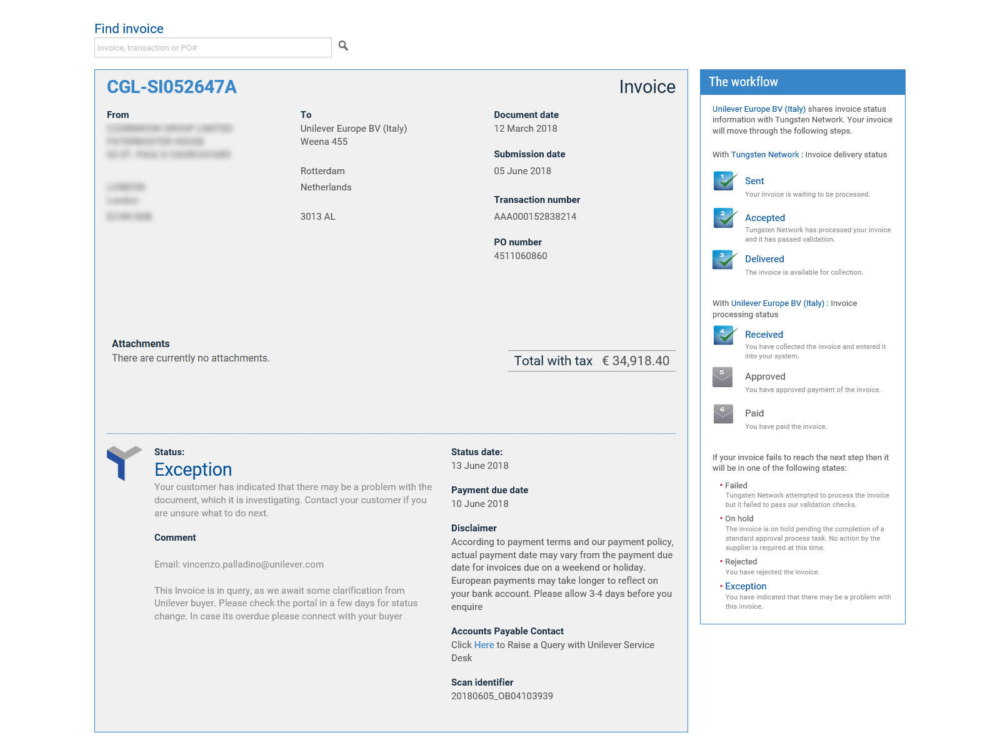 Find invoice
Invoice, transaction or PO#
CGL-SI052647A
Invoice
From
To
Unilever Europe BV (Italy)
Weena 455
Rotterdam
Netherlands
3013 AL
Document date
12 March 2018
Submission date
05 June 2018
Transaction number
AAA000152838214
PO number
4511060860
Attachments
There are currently no attachments.
Total with tax € 34,918.40
Status:
Exception
Your customer has indicated that there may be a problem with the
document, which it is investigating. Contact your customer if you
are unsure what to do next.
Comment
Email: vincenzo.palladino@unilever.com
This Invoice is in query, as we await some clarification from
Unilever buyer. Please check the portal in a few days for status
change. In case its overdue please connect with your buyer
Status date:
13 June 2018
Payment due date
10 June 2018
Disclaimer
According to payment terms and our payment policy,
actual payment date may vary from the payment due
date for invoices due on a weekend or holiday.
European payments may take longer to reflect on
your bank account. Please allow 3-4 days before you
enquire
Accounts Payable Contact
Click Here to Raise a Query with Unilever Service
Desk
Scan identifier
20180605_OB04103939
The workflow
Unilever Europe BV (Italy) shares invoice status
information with Tungsten Network. Your invoice
will move through the following steps.
With Tungsten Network : Invoice delivery status
1
Sent
Your invoice is waiting to be processed.
2
Accepted
Tungsten Network has processed your invoice
and it has passed validation.
3
Delivered
The invoice is available for collection.
With Unilever Europe BV (Italy) : Invoice
processing status
4
Received
You have collected the invoice and entered it
into your system.
5
Approved
You have approved payment of the invoice.
6
Paid
You have paid the invoice.
If your invoice fails to reach the next step then it
will be in one of the following states:
• Failed
Tungsten Network attempted to process the invoice
but it failed to pass our validation checks.
• On hold
The invoice is on hold pending the completion of a
standard approval process task. No action by the
supplier is required at this time.
• Rejected
You have rejected the invoice.
• Exception
You have indicated that there may be a problem with
this invoice.